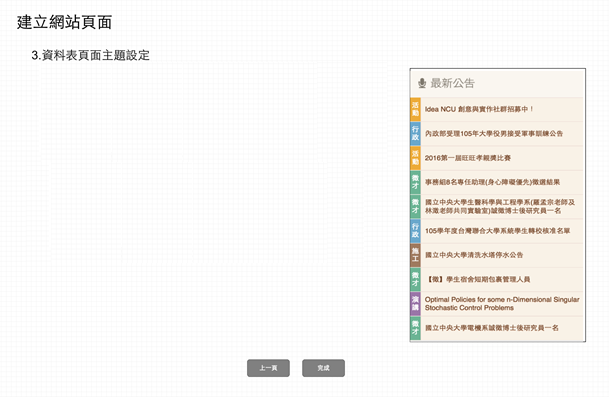 建立網站頁面
3.資料表頁面主題設定
最新公告
活動
Idea NCU 創意與實作社群招募中！
行政
內政部受理105年大學役男接受軍事訓練公告
活動
2016第一屆旺旺孝親獎比賽
徵才
事務組8名專任助理(身心障礙優先)徵選結果
徵才
國立中央大學生醫科學與工程學系(羅孟宗老師及
林澂老師共同實驗室)誠徵博士後研究員一名
行政
105學年度台灣聯合大學系統學生轉校核准名單
施工
國立中央大學清洗水塔停水公告
徵才
【徵】學生宿舍短期包裹管理人員
演講
Optimal Policies for some n-Dimensional Singular
Stochastic Control Problems
徵才
國立中央大學電機系誠徵博士後研究員一名
上一頁
完成